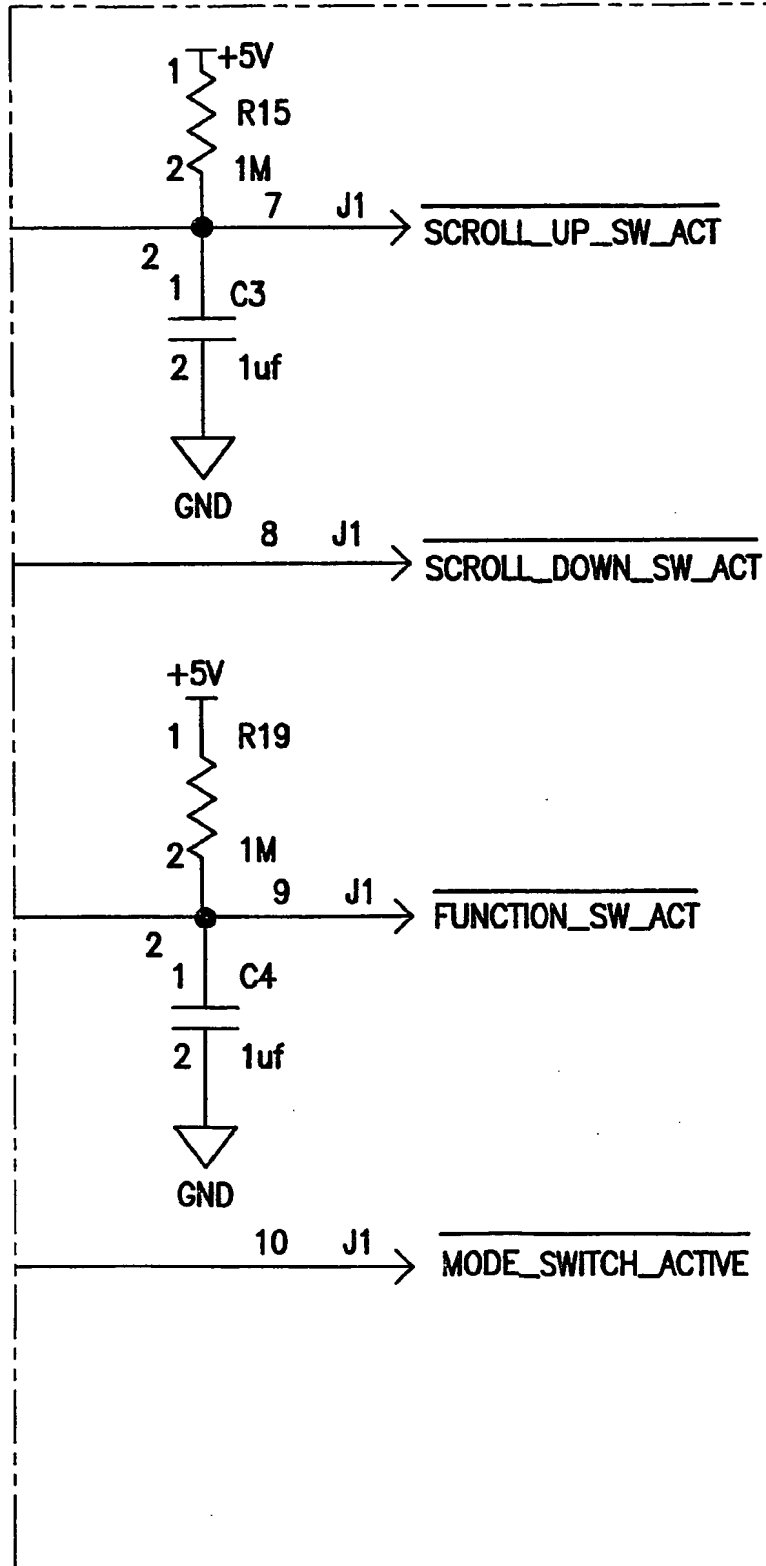 1 +5V
R15
2 1M
7 J1
SCROLL_UP_SW_ACT
2
1 C3
2 1uf
GND
8 J1
SCROLL_DOWN_SW_ACT
+5V
1 R19
2 1M
9 J1
FUNCTION_SW_ACT
2
1 C4
2 1uf
GND
10 J1
MODE_SWITCH_ACTIVE